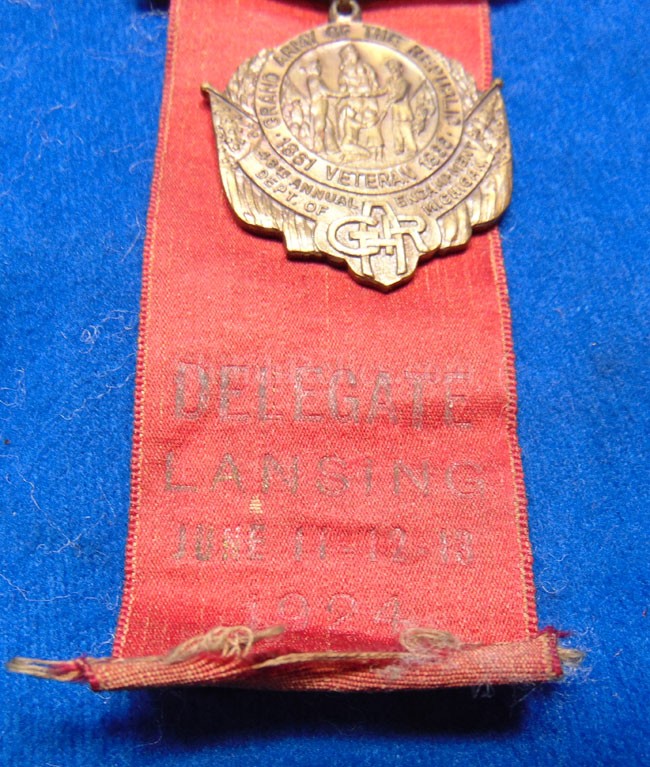 GRAND ARMY OF THE REPUBLIC
1861 VETERAN 1866
ANNUAL ENCAMPMENT
DEPT. OF MICHIGAN
GAR
DELEGATE
LANSING
JUNE 11-12-13
1924